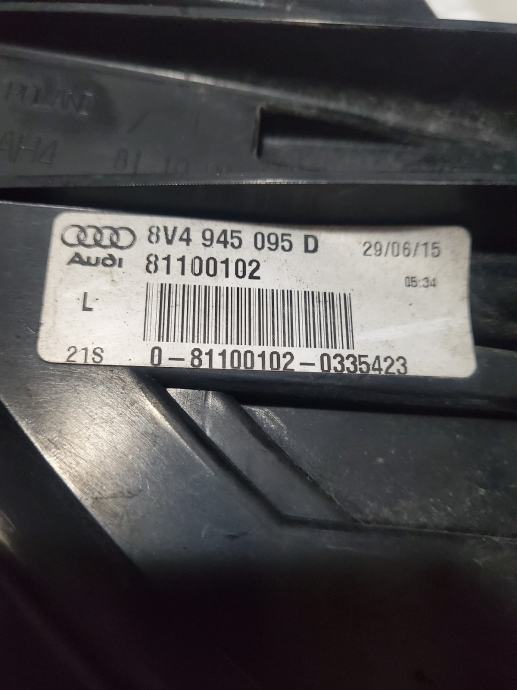 POLAND
8V4 945 095 D 29/06/15
Audi 81100102 05:34
L
21S 0-81100102-0335423